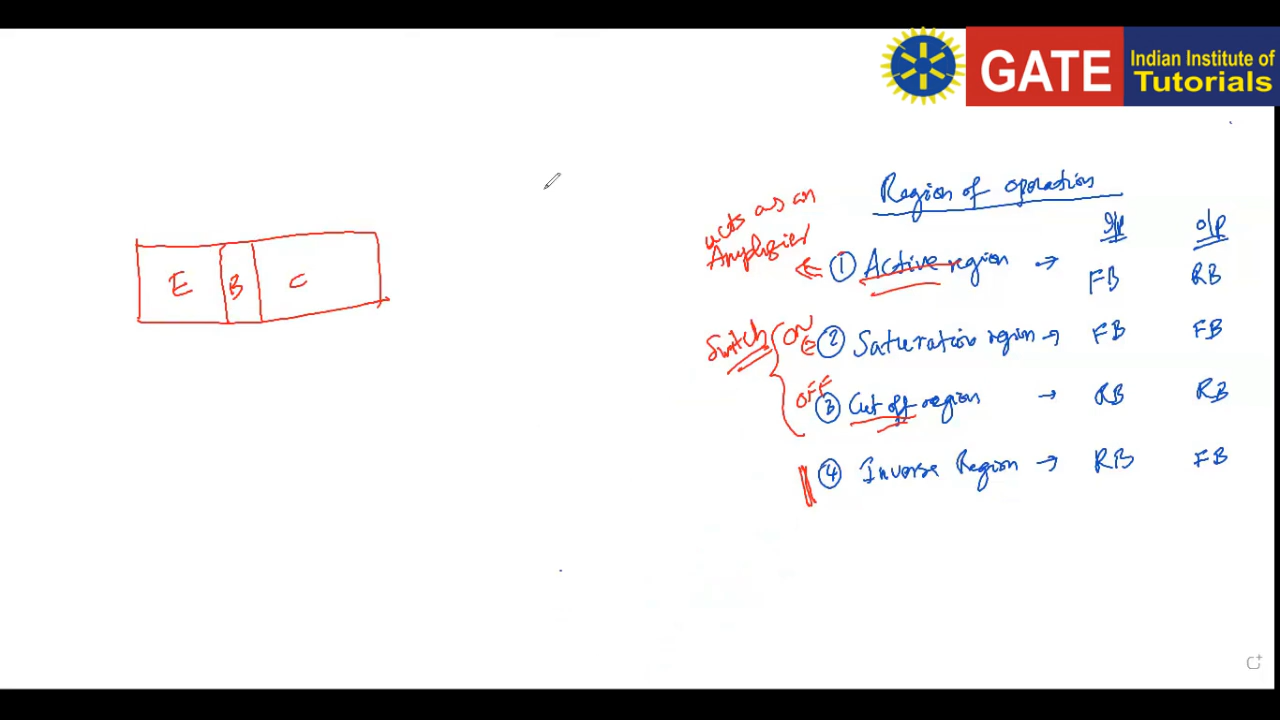 GATE
Indian Institute of
Tutorials
Region of operation
I/P O/P
acts as an
Amplifier
① Active region → FB RB
Switch
ON ② Saturation region → FB FB
OFF ③ Cut off region → RB RB
④ Inverse Region → RB FB
E B C